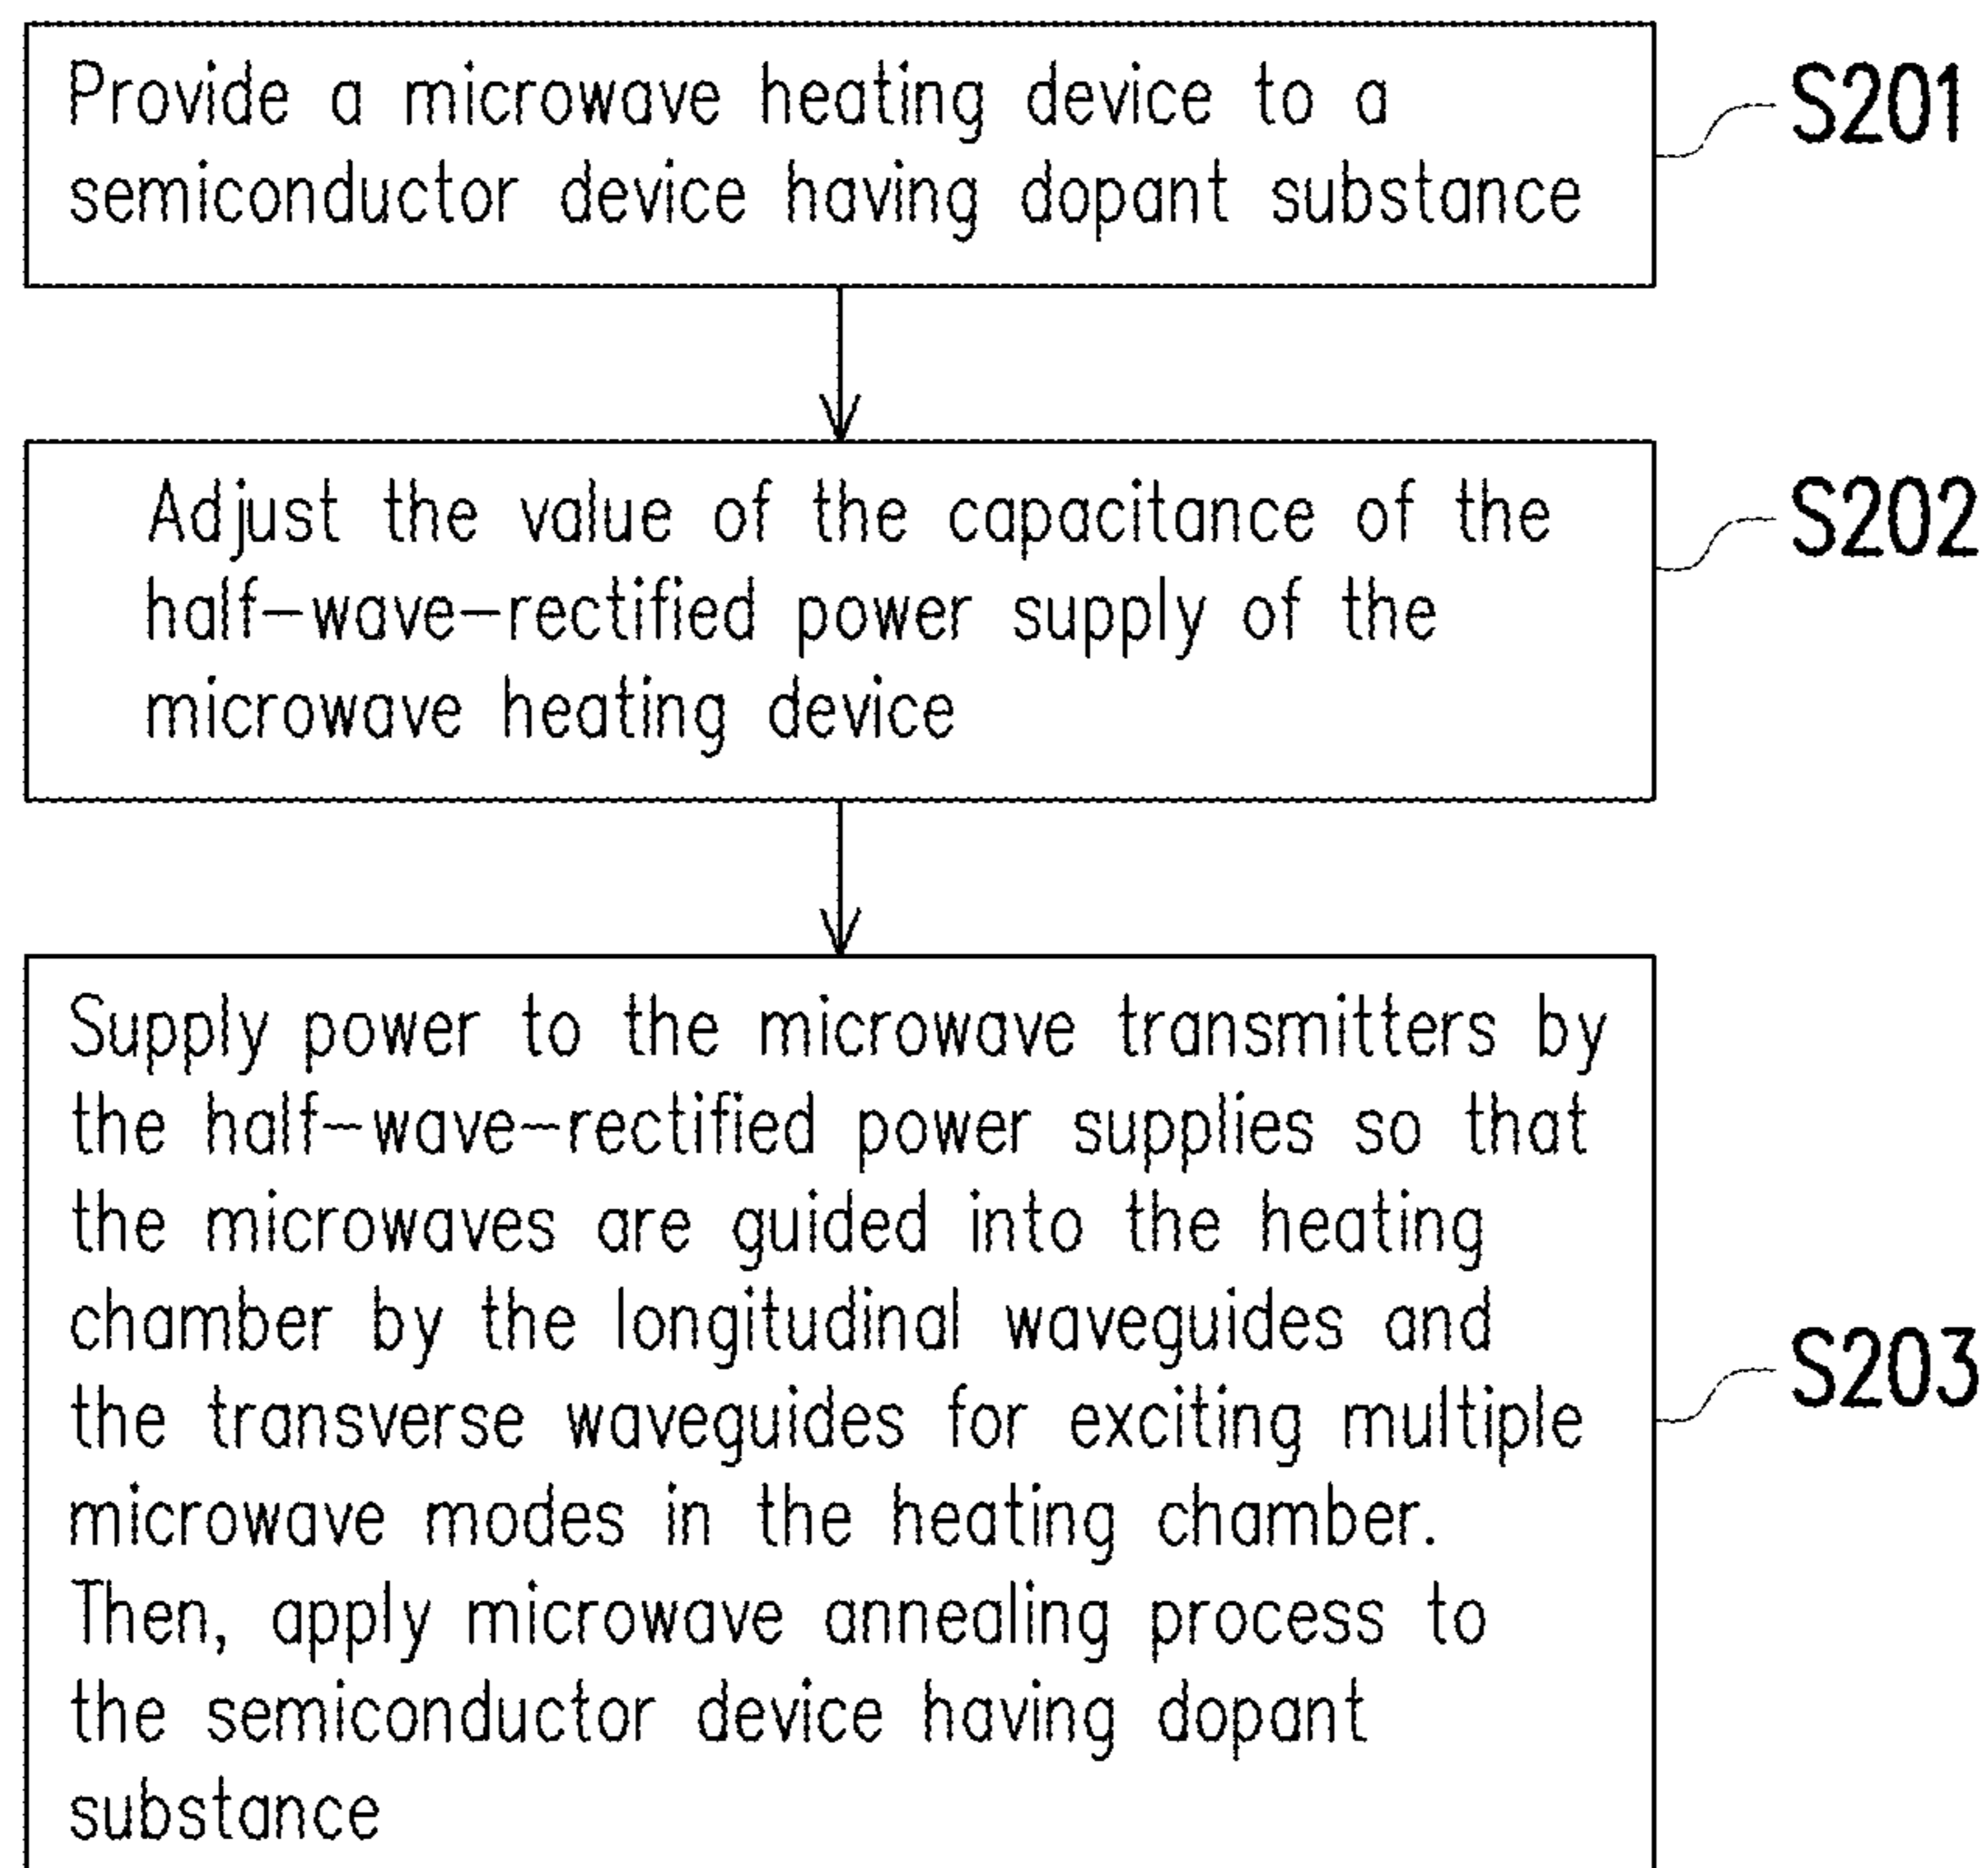 Provide a microwave heating device to a
semiconductor device having dopant substance
S201
Adjust the value of the capacitance of the
half-wave-rectified power supply of the
microwave heating device
S202
Supply power to the microwave transmitters by
the half-wave-rectified power supplies so that
the microwaves are guided into the heating
chamber by the longitudinal waveguides and
the transverse waveguides for exciting multiple
microwave modes in the heating chamber.
Then, apply microwave annealing process to
the semiconductor device having dopant
substance
S203